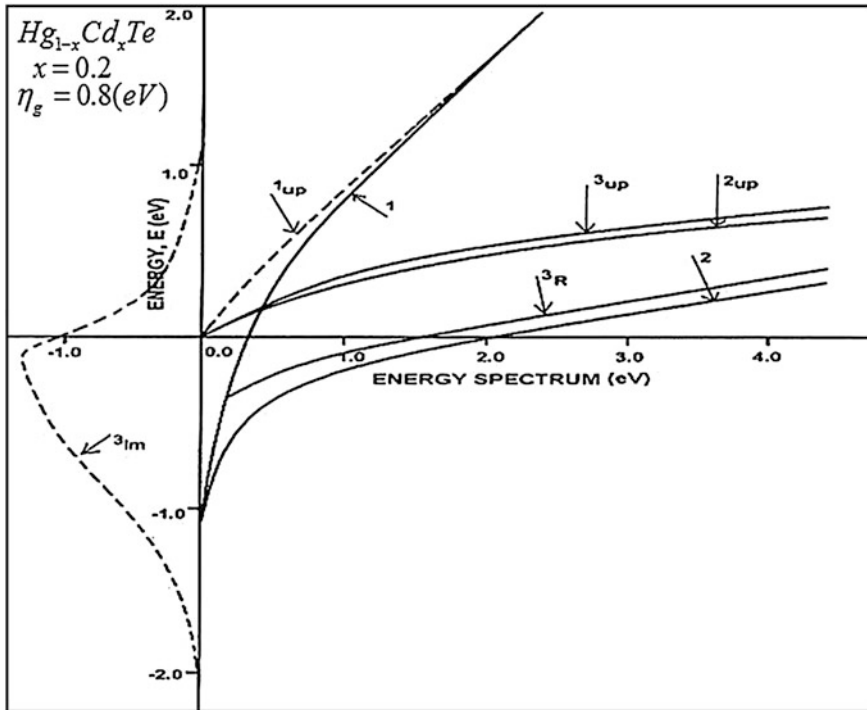 2.0
Hg₁₋ₓCdₓTe
x = 0.2
η_g = 0.8(eV)
1.0
ENERGY, E (eV)
1up
1
3up
2up
3R
2
-1.0
0.0
1.0
2.0
3.0
4.0
ENERGY SPECTRUM (eV)
3Im
-1.0
-2.0